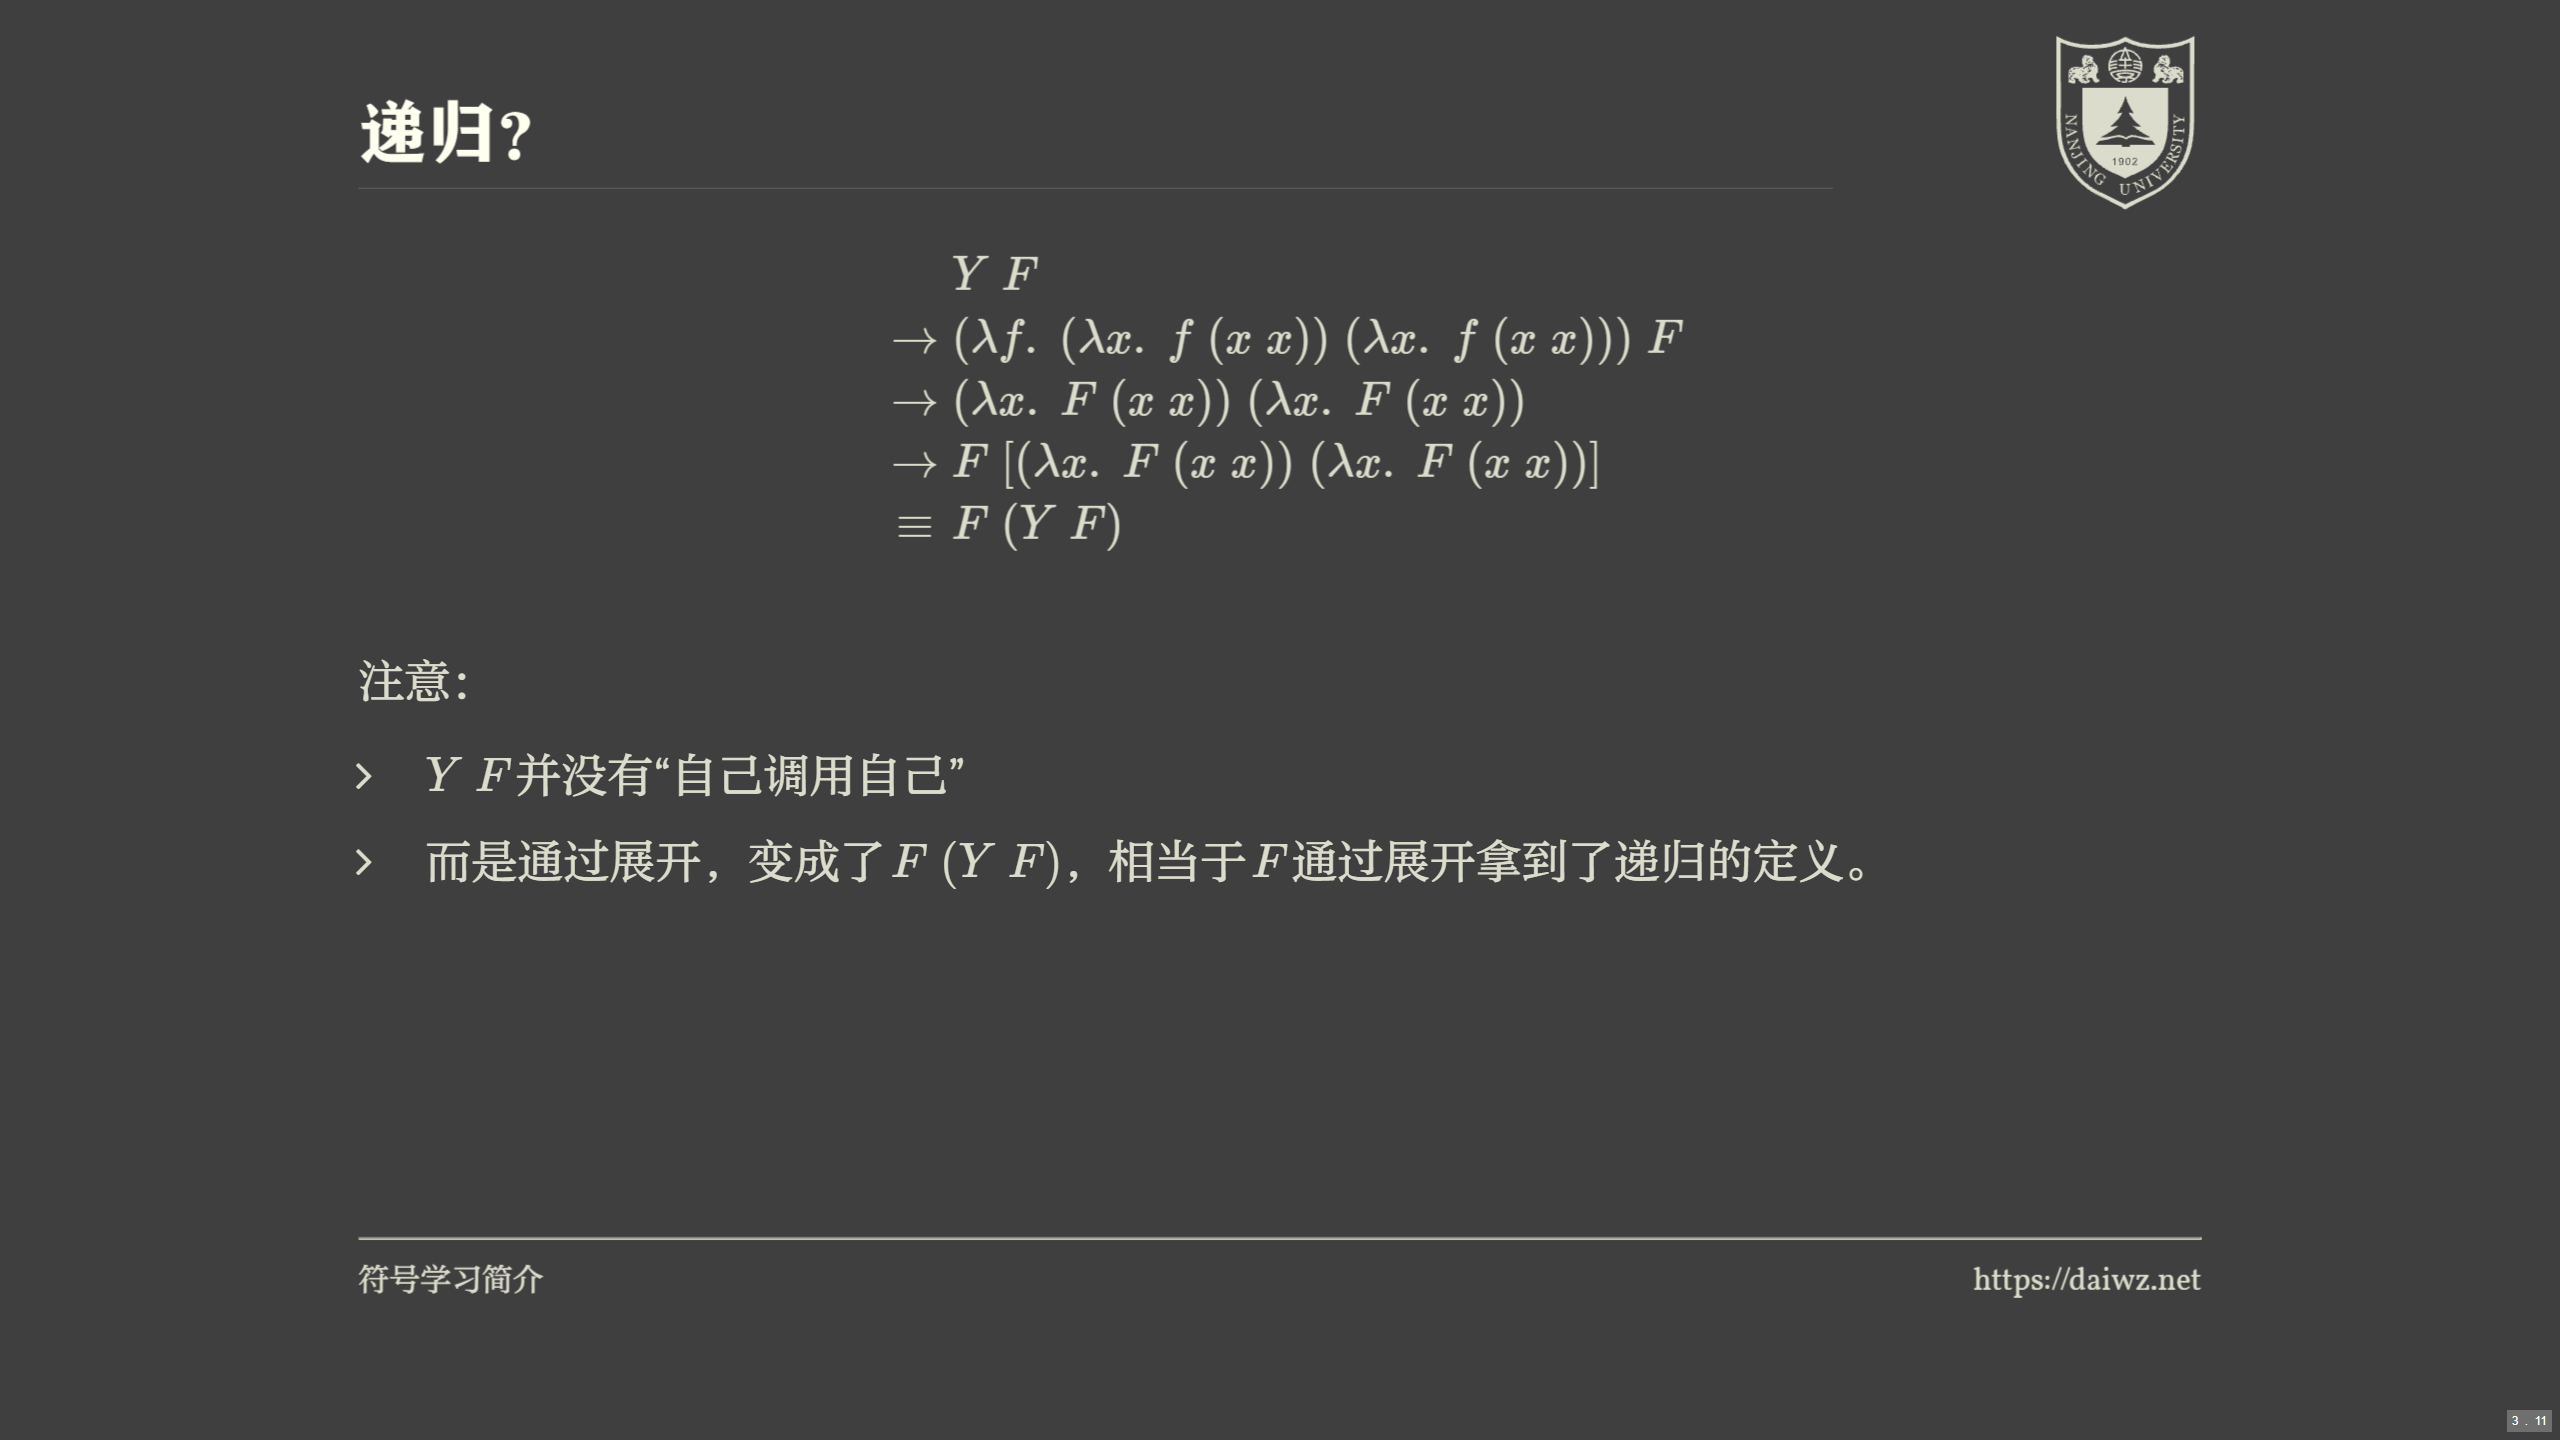 递归?
NANJING UNIVERSITY
1902
Y F
→ (λf. (λx. f (x x)) (λx. f (x x))) F
→ (λx. F (x x)) (λx. F (x x))
→ F [(λx. F (x x)) (λx. F (x x))]
≡ F (Y F)
注意：
Y F并没有“自己调用自己”
而是通过展开，变成了F (Y F)，相当于F通过展开拿到了递归的定义。
符号学习简介
https://daiwz.net
3 . 11